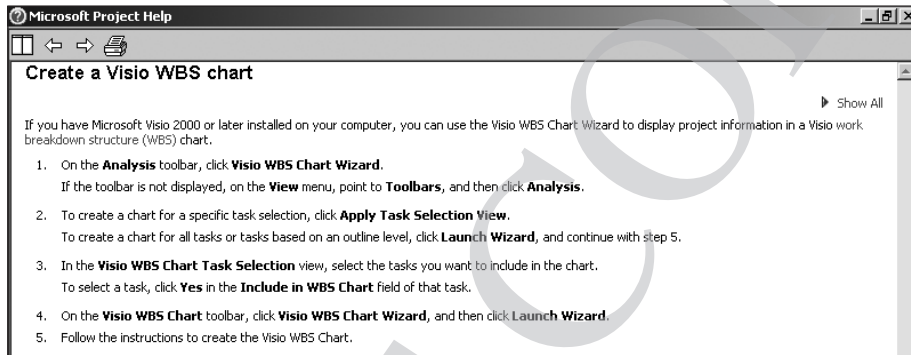 Microsoft Project Help
Create a Visio WBS chart
Show All
If you have Microsoft Visio 2000 or later installed on your computer, you can use the Visio WBS Chart Wizard to display project information in a Visio work
breakdown structure (WBS) chart.
1. On the Analysis toolbar, click Visio WBS Chart Wizard.
If the toolbar is not displayed, on the View menu, point to Toolbars, and then click Analysis.
2. To create a chart for a specific task selection, click Apply Task Selection View.
To create a chart for all tasks or tasks based on an outline level, click Launch Wizard, and continue with step 5.
3. In the Visio WBS Chart Task Selection view, select the tasks you want to include in the chart.
To select a task, click Yes in the Include in WBS Chart field of that task.
4. On the Visio WBS Chart toolbar, click Visio WBS Chart Wizard, and then click Launch Wizard.
5. Follow the instructions to create the Visio WBS Chart.